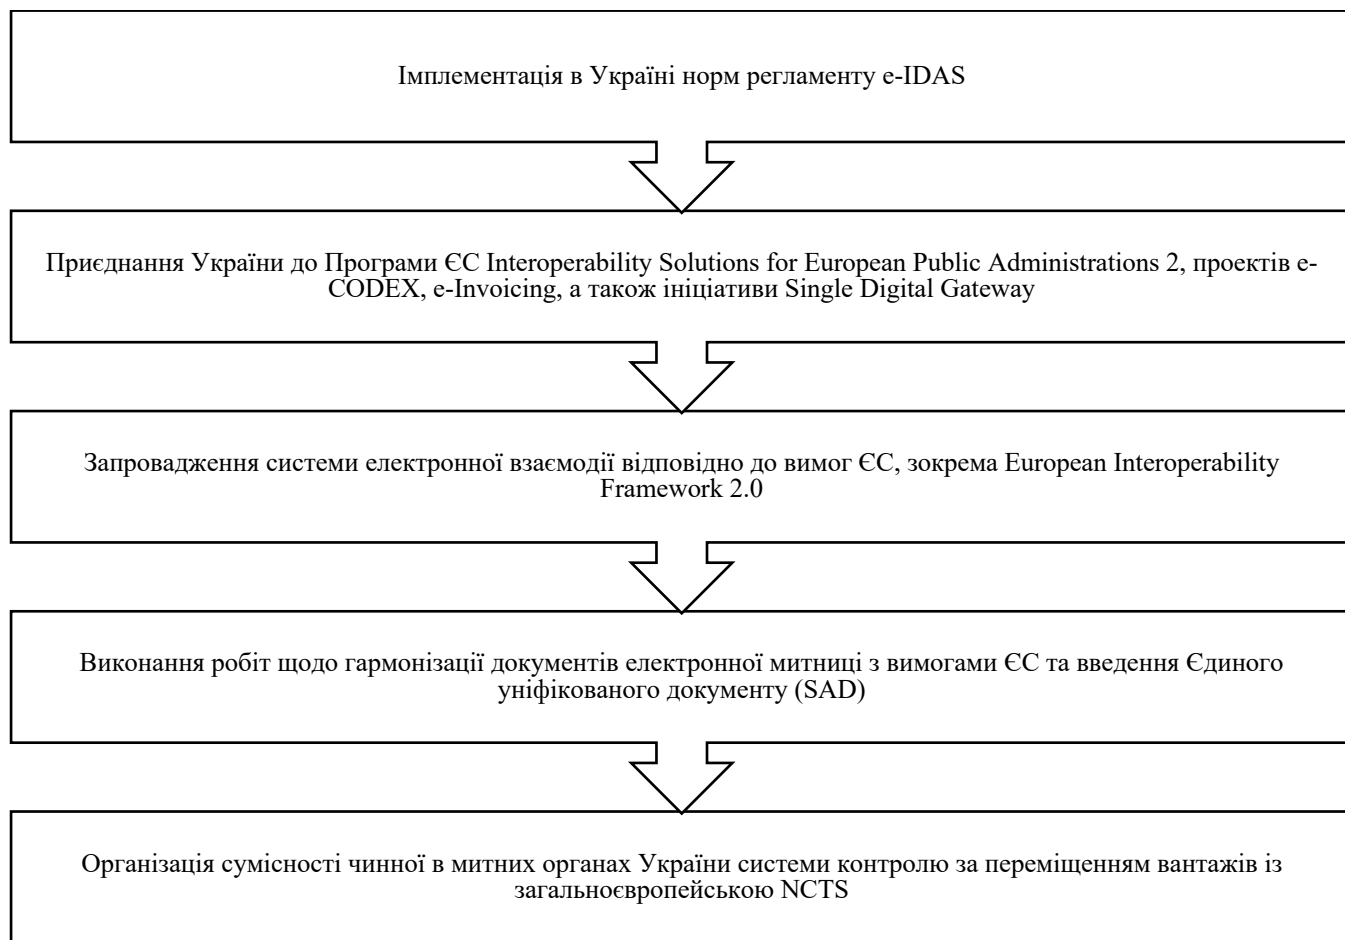 Імплементація в Україні норм регламенту e-IDAS
Приєднання України до Програми ЄС Interoperability Solutions for European Public Administrations 2, проектів e-
CODEX, e-Invoicing, а також ініціативи Single Digital Gateway
Запровадження системи електронної взаємодії відповідно до вимог ЄС, зокрема European Interoperability
Framework 2.0
Виконання робіт щодо гармонізації документів електронної митниці з вимогами ЄС та введення Єдиного
уніфікованого документу (SAD)
Організація сумісності чинної в митних органах України системи контролю за переміщенням вантажів із
загальноєвропейською NCTS